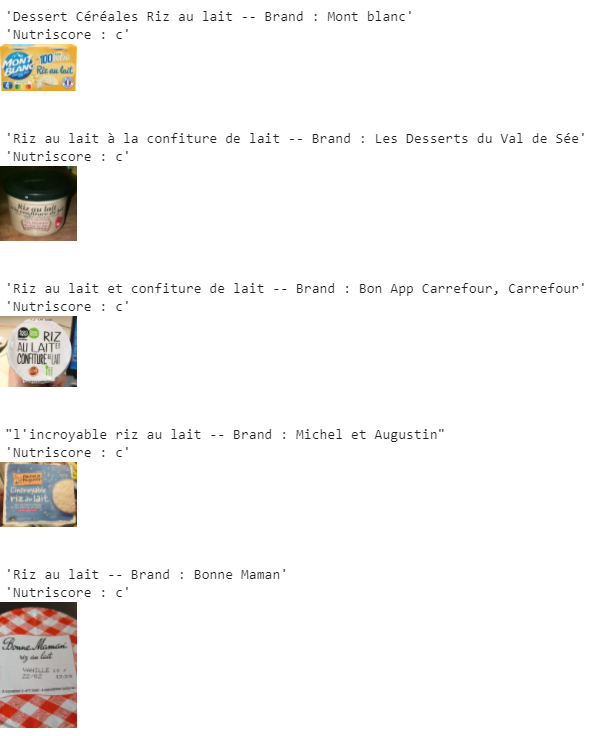 'Dessert Céréales Riz au lait -- Brand : Mont blanc'
'Nutriscore : c'
MONT
BLANC
Riz au lait
'Riz au lait à la confiture de lait -- Brand : Les Desserts du Val de Sée'
'Nutriscore : c'
Riz au lait
'Riz au lait et confiture de lait -- Brand : Bon App Carrefour, Carrefour'
'Nutriscore : c'
RIZ
AU LAIT ET
CONFITURE DE LAIT
"l'incroyable riz au lait -- Brand : Michel et Augustin"
'Nutriscore : c'
l'incroyable
riz au lait
'Riz au lait -- Brand : Bonne Maman'
'Nutriscore : c'
Bonne Maman
riz au lait
VANILLE